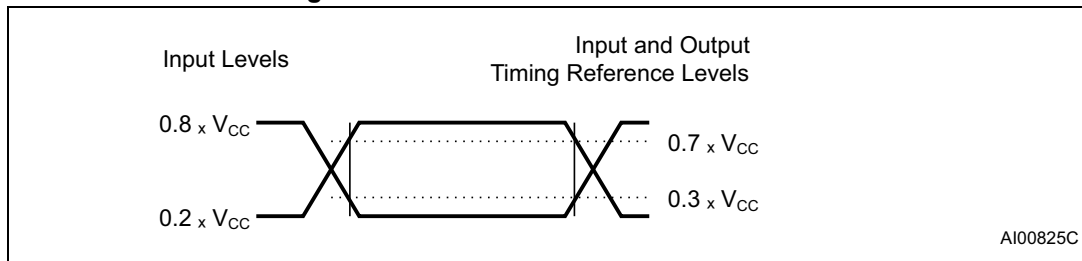 Input Levels
Input and Output
Timing Reference Levels
0.8 x VCC
0.7 x VCC
0.3 x VCC
0.2 x VCC
AI00825C